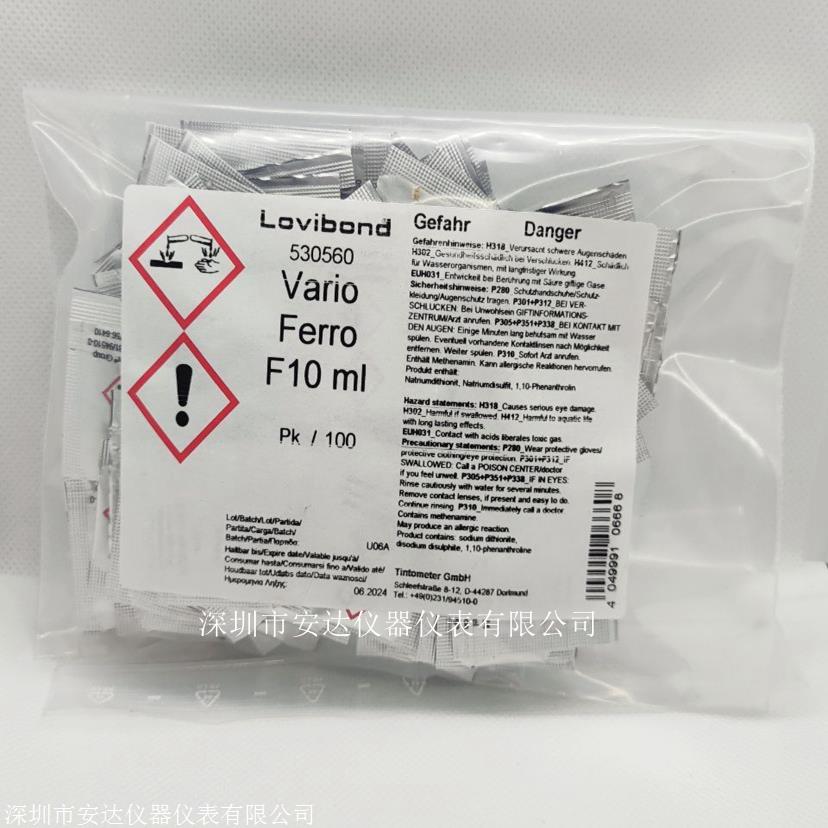 Lovibond
530560
Vario
Ferro
F10 ml
Pk / 100
Lot/Batch/Lot/Partida/
Partita/Carga/Batch/
Batch/Partia/Παρτίδα:
U06A
Haltbar bis/Expire date/Valable jusqu'à/
Consumar hasta/Consumarsi fino a/Valido até/
Houdbaar tot/Udløbs dato/Data ważności/
Ημερομηνία Λήξης:
06.2024
Gefahr Danger
Gefahrenhinweise: H318_Verursacht schwere Augenschäden
H302_Gesundheitsschädlich bei Verschlucken. H412_Schädlich
für Wasserorganismen, mit langfristiger Wirkung
EUH031_Entwickelt bei Berührung mit Säure giftige Gase
Sicherheitshinweise: P280_Schutzhandschuhe/Schutz-
kleidung/Augenschutz tragen. P301+P312_BEI VER-
SCHLUCKEN: Bei Unwohlsein GIFTINFORMATIONS-
ZENTRUM/Arzt anrufen. P305+P351+P338_BEI KONTAKT MIT
DEN AUGEN: Einige Minuten lang behutsam mit Wasser
spülen. Eventuell vorhandene Kontaktlinsen nach Möglichkeit
entfernen. Weiter spülen. P310_Sofort Arzt anrufen.
Enthält Methenamin. Kann allergische Reaktionen hervorrufen.
Produkt enthält:
Natriumdithionit, Natriumdisulfit, 1,10-Phenanthrolin
Hazard statements: H318_Causes serious eye damage.
H302_Harmful if swallowed. H412_Harmful to aquatic life
with long lasting effects.
EUH031_Contact with acids liberates toxic gas.
Precautionary statements: P280_Wear protective gloves/
protective clothing/eye protection. P301+P312_IF
SWALLOWED: Call a POISON CENTER/doctor
if you feel unwell. P305+P351+P338_IF IN EYES:
Rinse cautiously with water for several minutes.
Remove contact lenses, if present and easy to do.
Continue rinsing. P310_Immediately call a doctor.
Contains methenamine.
May produce an allergic reaction.
Product contains: sodium dithionite,
disodium disulphite, 1,10-phenanthroline
Tintometer GmbH
Schleefstraße 8-12, D-44287 Dortmund
Tel.: +49(0)231/94510-0
4 049991 066668
深圳市安达仪器仪表有限公司
深圳市安达仪器仪表有限公司